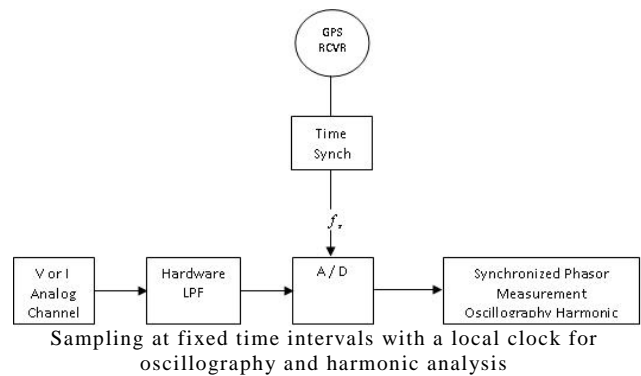 GPS
RCVR
Time
Synch
fs
V or I
Analog
Channel
Hardware
LPF
A / D
Synchronized Phasor
Measurement
Oscillography Harmonic
Sampling at fixed time intervals with a local clock for
oscillography and harmonic analysis